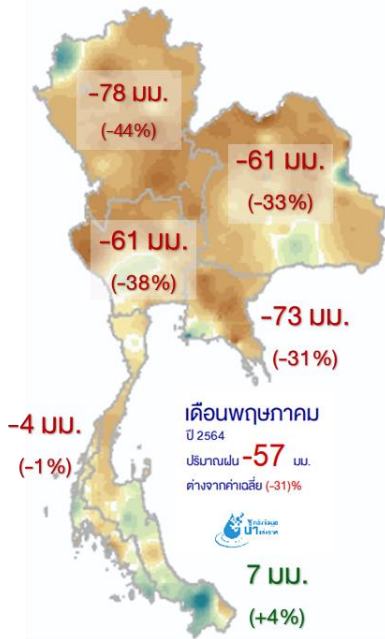 -78 มม.
(-44%)
-61 มม.
(-33%)
-61 มม.
(-38%)
-73 มม.
(-31%)
-4 มม.
(-1%)
เดือนพฤษภาคม
ปี 2564
ปริมาณฝน -57 มม.
ต่างจากค่าเฉลี่ย (-31)%
7 มม.
(+4%)